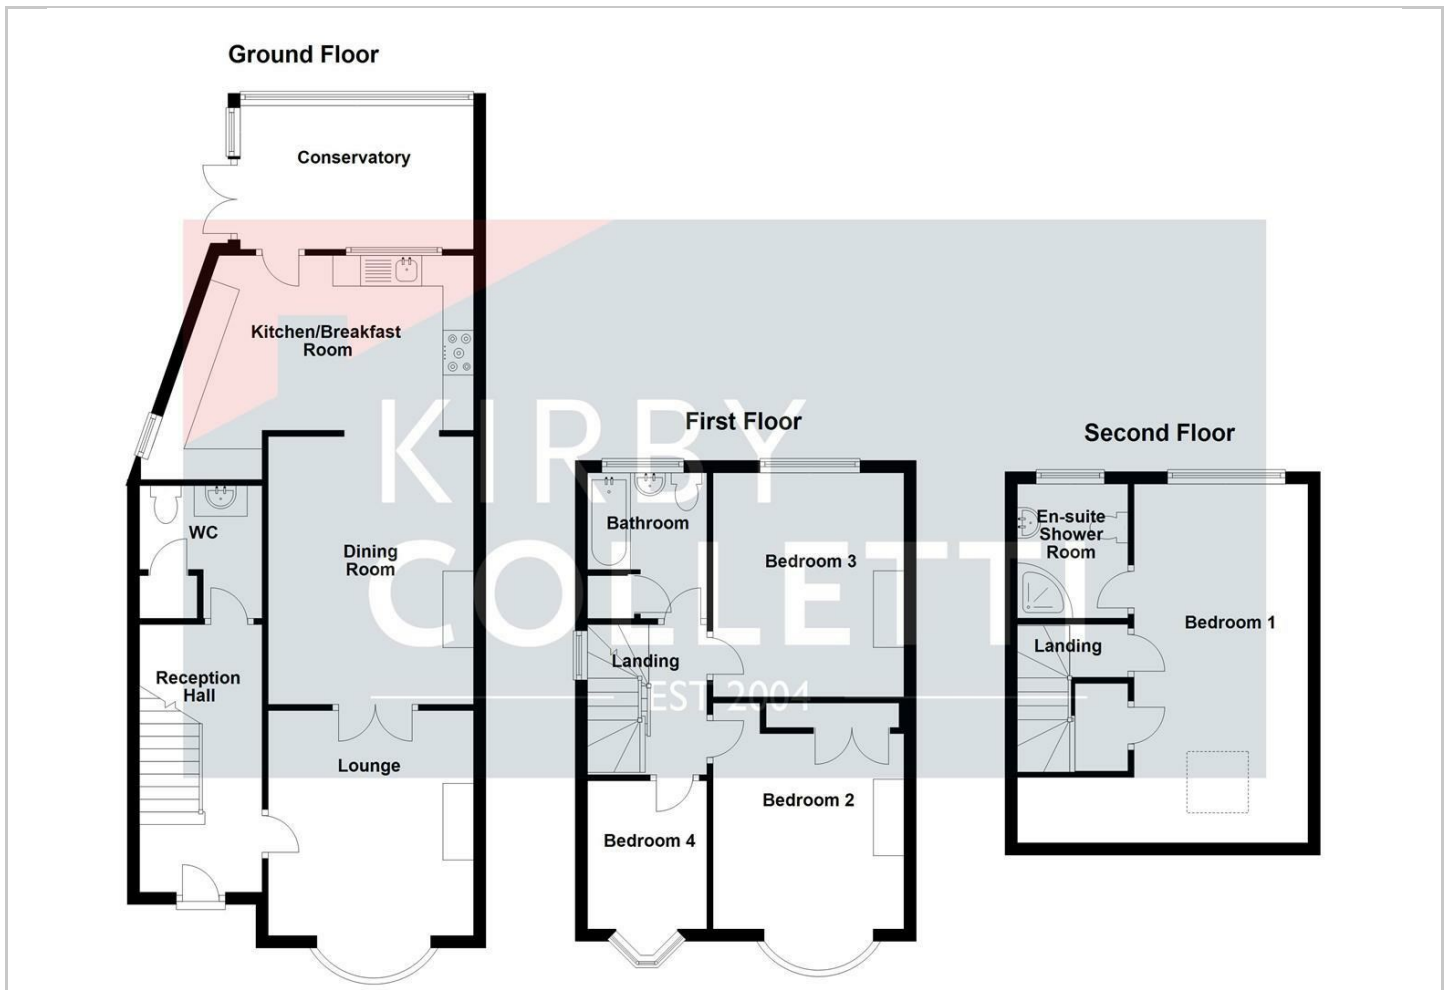 Ground Floor
Conservatory
Kitchen/Breakfast
Room
WC
Dining
Room
Reception
Hall
Lounge
First Floor
Bathroom
Bedroom 3
Landing
Bedroom 2
Bedroom 4
Second Floor
En-suite
Shower
Room
Bedroom 1
Landing
KIRBY
COLLETTI
EST 2004